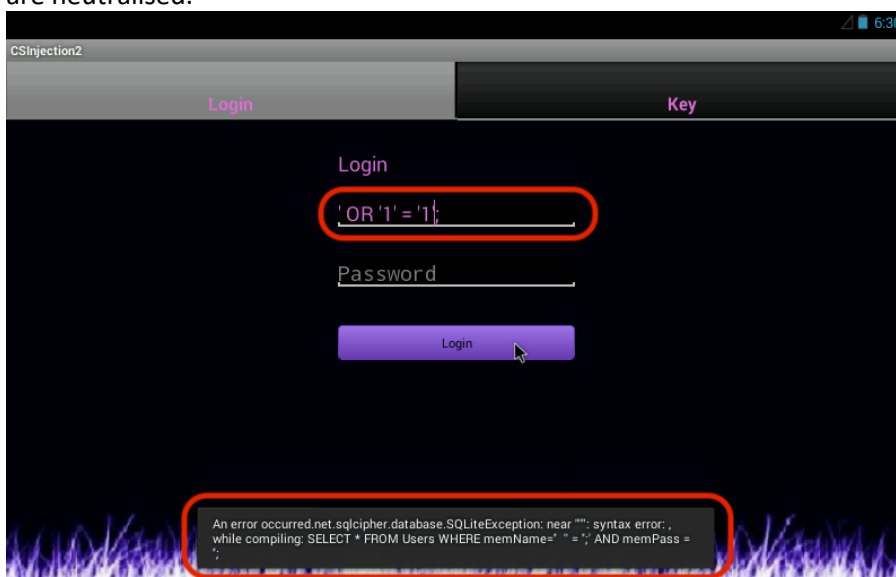 are neutralised.
6:30
CSInjection2
Login
Key
Login
' OR '1' = '1';
Password
Login
An error occurred.net.sqlcipher.database.SQLiteException: near "'": syntax error: ,
while compiling: SELECT * FROM Users WHERE memName=' '' = '';' AND memPass =
'';